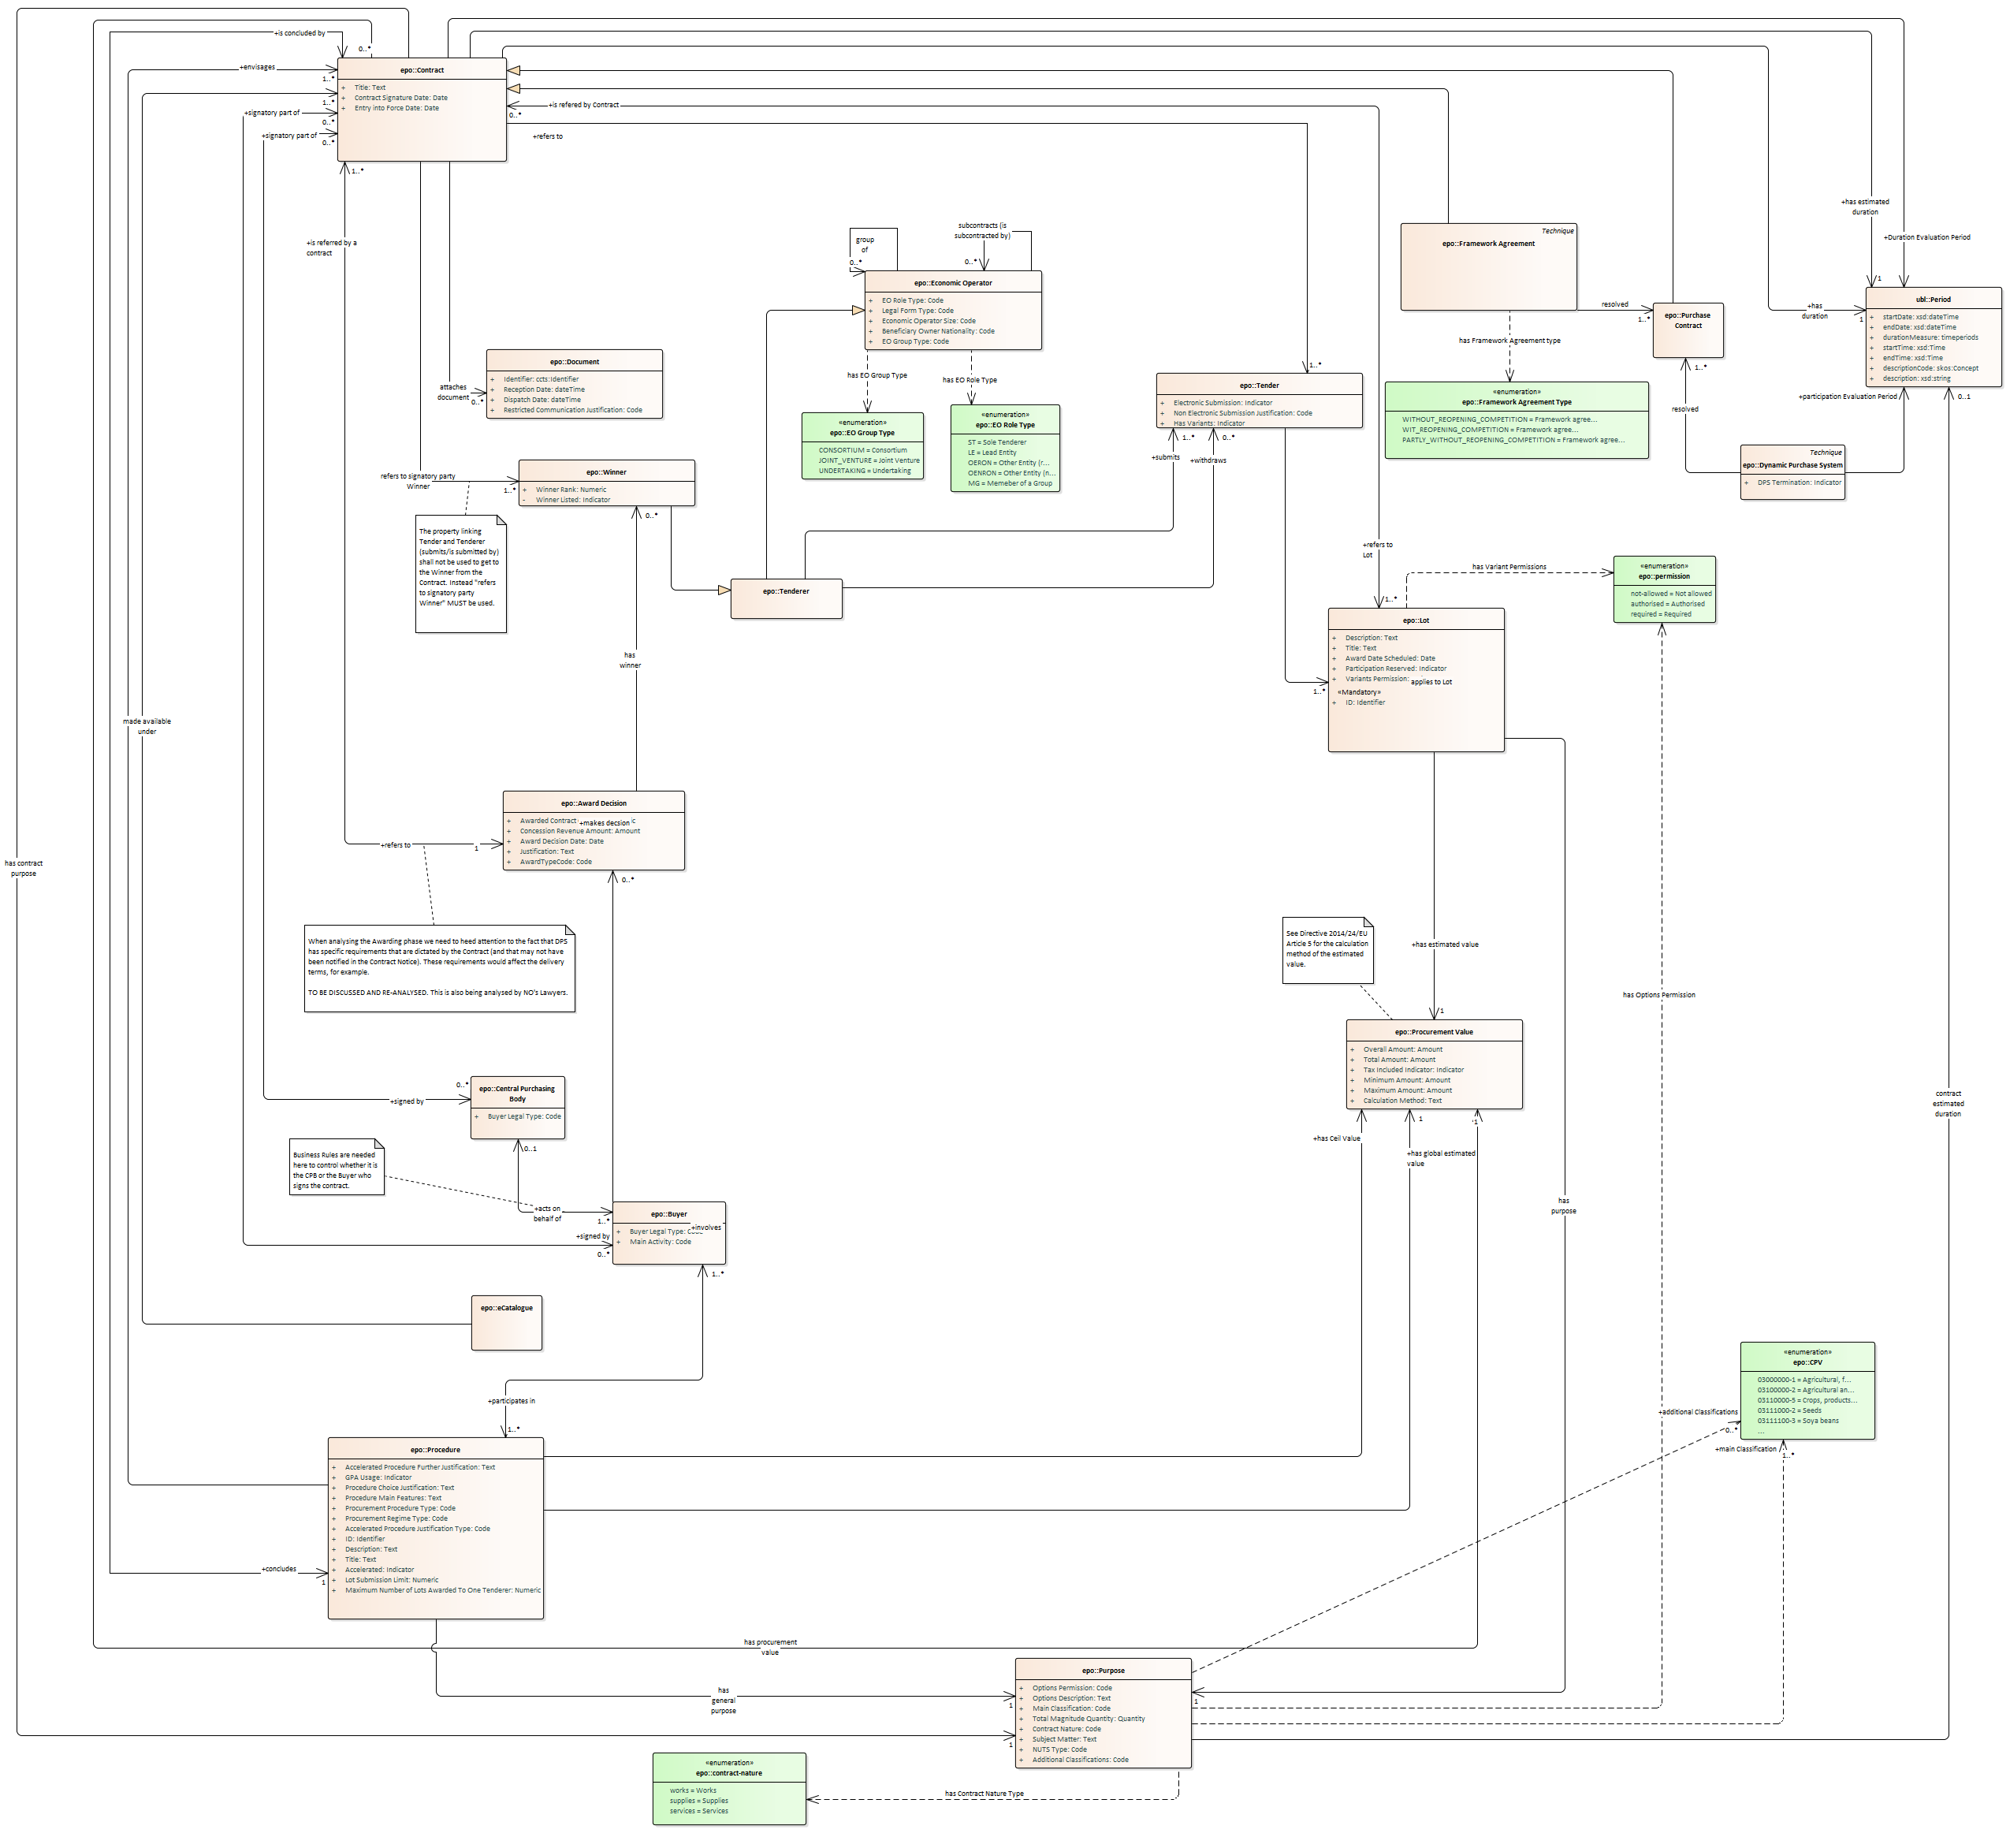 +is concluded by
0..*
+envisages
1..*
epo::Contract
+ Title: Text
+ Contract Signature Date: Date
+ Entry into Force Date: Date
1..*
+signatory part of
0..*
+signatory part of
0..*
+is refered by Contract
0..*
+refers to
1..*
+is referred by a
contract
group
of
0..*
subcontracts (is
subcontracted by)
0..*
epo::Economic Operator
+ EO Role Type: Code
+ Legal Form Type: Code
+ Economic Operator Size: Code
+ Beneficiary Owner Nationality: Code
+ EO Group Type: Code
has EO Group Type
has EO Role Type
Technique
epo::Framework Agreement
resolved
1..*
epo::Purchase
Contract
has Framework Agreement type
+has estimated
duration
+Duration Evaluation Period
1
+has
duration
1
ubl::Period
+ startDate: xsd:dateTime
+ endDate: xsd:dateTime
+ durationMeasure: timeperiods
+ startTime: xsd:Time
+ endTime: xsd:Time
+ descriptionCode: skos:Concept
+ description: xsd:string
+participation Evaluation Period
0..1
epo::Document
+ Identifier: ccts:Identifier
+ Reception Date: dateTime
+ Dispatch Date: dateTime
+ Restricted Communication Justification: Code
attaches
document
0..*
«enumeration»
epo::EO Group Type
CONSORTIUM = Consortium
JOINT_VENTURE = Joint Venture
UNDERTAKING = Undertaking
«enumeration»
epo::EO Role Type
ST = Sole Tenderer
LE = Lead Entity
OERON = Other Entity (r...
OENRON = Other Entity (n...
MG = Memeber of a Group
1..*
epo::Tender
+ Electronic Submission: Indicator
+ Non Electronic Submission Justification: Code
+ Has Variants: Indicator
1..*
0..*
+submits
+withdraws
«enumeration»
epo::Framework Agreement Type
WITHOUT_REOPENING_COMPETITION = Framework agree...
WIT_REOPENING_COMPETITION = Framework agree...
PARTLY_WITHOUT_REOPENING_COMPETITION = Framework agree...
1..*
resolved
Technique
epo::Dynamic Purchase System
+ DPS Termination: Indicator
refers to signatory party
Winner
1..*
epo::Winner
+ Winner Rank: Numeric
- Winner Listed: Indicator
0..*
The property linking
Tender and Tenderer
(submits/is submitted by)
shall not be used to get to
the Winner from the
Contract. Instead "refers
to signatory party
Winner" MUST be used.
epo::Tenderer
+refers to
Lot
1..*
has Variant Permissions
«enumeration»
epo::permission
not-allowed = Not allowed
authorised = Authorised
required = Required
epo::Lot
+ Description: Text
+ Title: Text
+ Award Date Scheduled: Date
+ Participation Reserved: Indicator
+ Variants Permission:
applies to Lot
1..*
«Mandatory»
+ ID: Identifier
has
winner
made available
under
epo::Award Decision
+ Awarded Contract:
+makes decsion
ic
+ Concession Revenue Amount: Amount
+ Award Decision Date: Date
+ Justification: Text
+ AwardTypeCode: Code
+refers to
1
0..*
has contract
purpose
When analysing the Awarding phase we need to heed attention to the fact that DPS
has specific requirements that are dictated by the Contract (and that may not have
been notified in the Contract Notice). These requirements would affect the delivery
terms, for example.
TO BE DISCUSSED AND RE-ANALYSED. This is also being analysed by NO's Lawyers.
See Directive 2014/24/EU
Article 5 for the calculation
method of the estimated
value.
+has estimated value
1
has Options Permission
epo::Procurement Value
+ Overall Amount: Amount
+ Total Amount: Amount
+ Tax Included Indicator: Indicator
+ Minimum Amount: Amount
+ Maximum Amount: Amount
+ Calculation Method: Text
+has Ceil Value
1
1
+has global estimated
value
contract
estimated
duration
0..*
+signed by
epo::Central Purchasing
Body
+ Buyer Legal Type: Code
0..1
Business Rules are needed
here to control whether it is
the CPB or the Buyer who
signs the contract.
+acts on
behalf of
1..*
+signed by
0..*
epo::Buyer
+ Buyer Legal Type: Code
+involves
+ Main Activity: Code
1..*
has
purpose
epo::eCatalogue
+participates in
1..*
epo::Procedure
+ Accelerated Procedure Further Justification: Text
+ GPA Usage: Indicator
+ Procedure Choice Justification: Text
+ Procedure Main Features: Text
+ Procurement Procedure Type: Code
+ Procurement Regime Type: Code
+ Accelerated Procedure Justification Type: Code
+ ID: Identifier
+ Description: Text
+ Title: Text
+ Accelerated: Indicator
+ Lot Submission Limit: Numeric
+ Maximum Number of Lots Awarded To One Tenderer: Numeric
+concludes
1
«enumeration»
epo::CPV
03000000-1 = Agricultural, f...
03100000-2 = Agricultural an...
03110000-5 = Crops, products...
03111000-2 = Seeds
03111100-3 = Soya beans
...
+additional Classifications
0..*
+main Classification
1..*
has procurement
value
has
general
purpose
1
1
1
epo::Purpose
+ Options Permission: Code
+ Options Description: Text
+ Main Classification: Code
+ Total Magnitude Quantity: Quantity
+ Contract Nature: Code
+ Subject Matter: Text
+ NUTS Type: Code
+ Additional Classifications: Code
has Contract Nature Type
«enumeration»
epo::contract-nature
works = Works
supplies = Supplies
services = Services